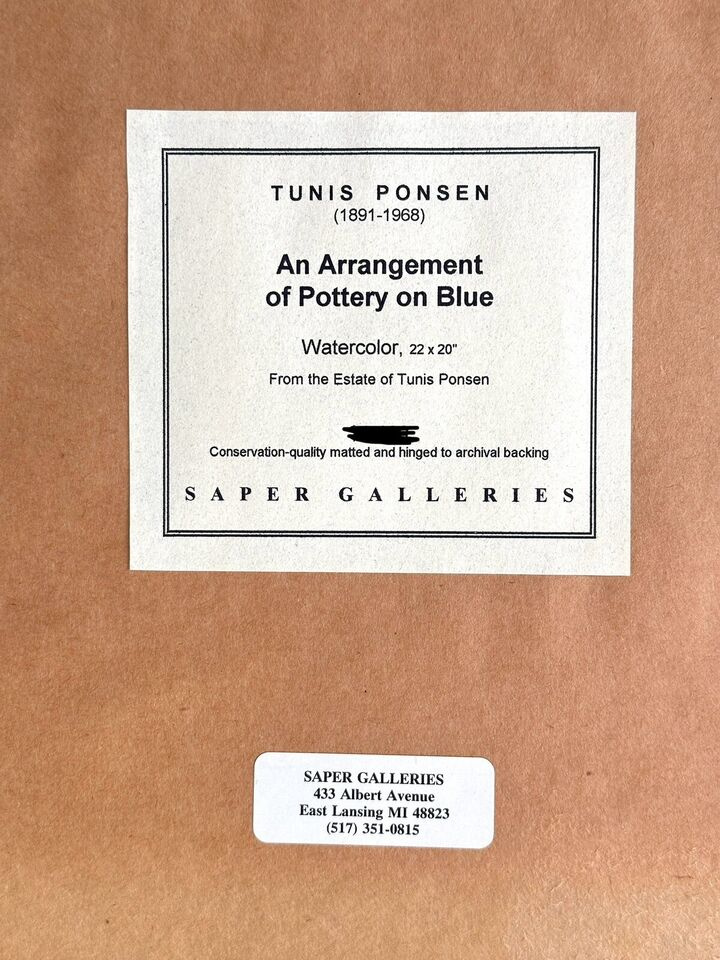 TUNIS PONSEN
(1891-1968)
An Arrangement
of Pottery on Blue
Watercolor, 22 x 20"
From the Estate of Tunis Ponsen
Conservation-quality matted and hinged to archival backing
SAPER GALLERIES
SAPER GALLERIES
433 Albert Avenue
East Lansing MI 48823
(517) 351-0815